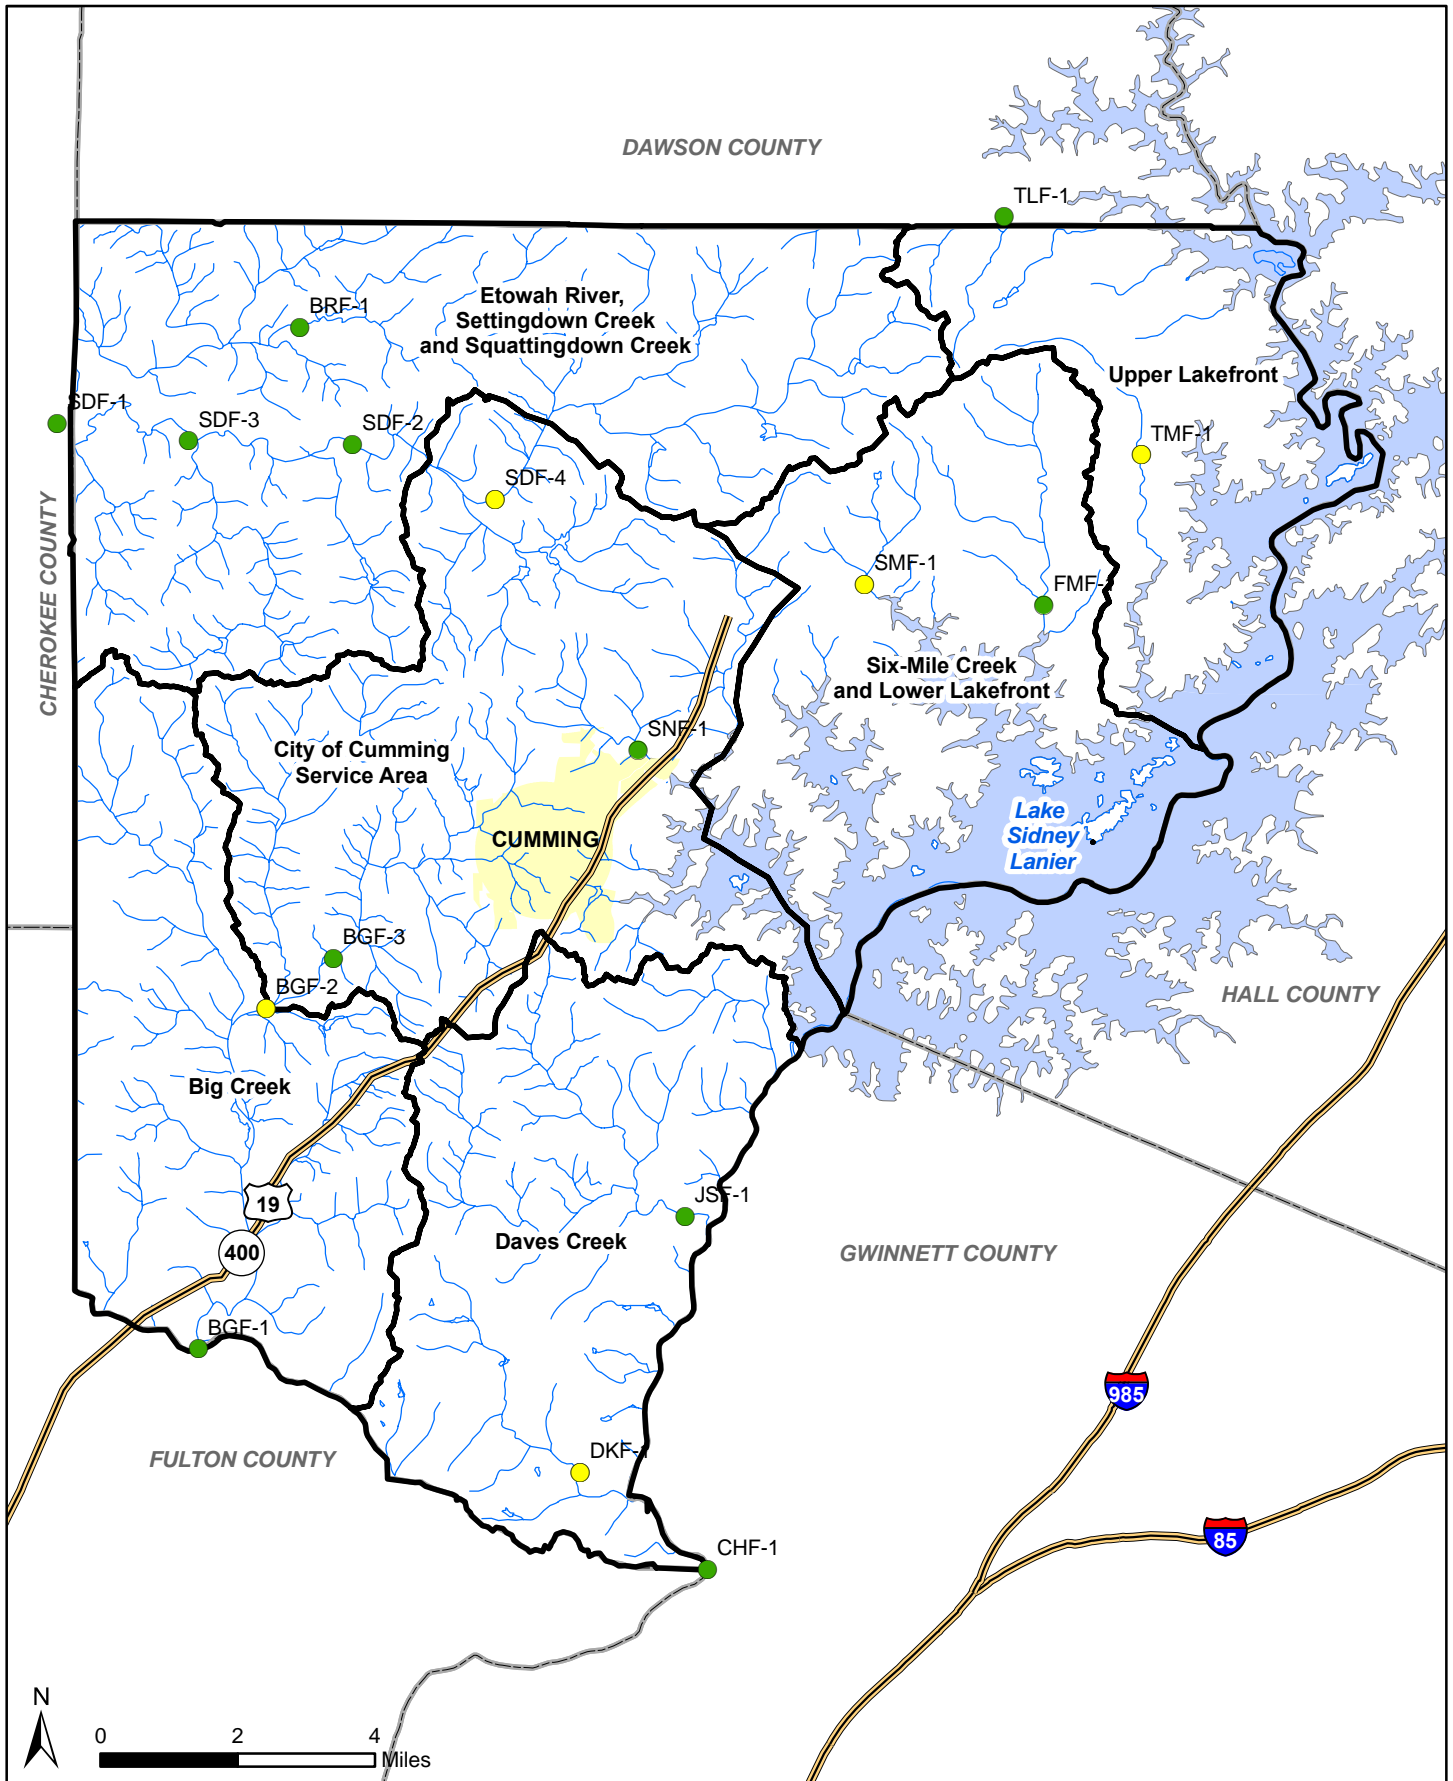 DAWSON COUNTY
TLF-1
BRF-1
Etowah River,
Settingdown Creek
and Squattingdown Creek
Upper Lakefront
SDF-1
SDF-3
SDF-2
TMF-1
SDF-4
CHEROKEE COUNTY
SMF-1
FMF-
Six-Mile Creek
and Lower Lakefront
SNF-1
City of Cumming
Service Area
Lake
Sidney
Lanier
CUMMING
BGF-3
BGF-2
HALL COUNTY
Big Creek
19
JSF-1
400
Daves Creek
GWINNETT COUNTY
BGF-1
985
FULTON COUNTY
DKF-1
85
CHF-1
N
0 2 4
Miles